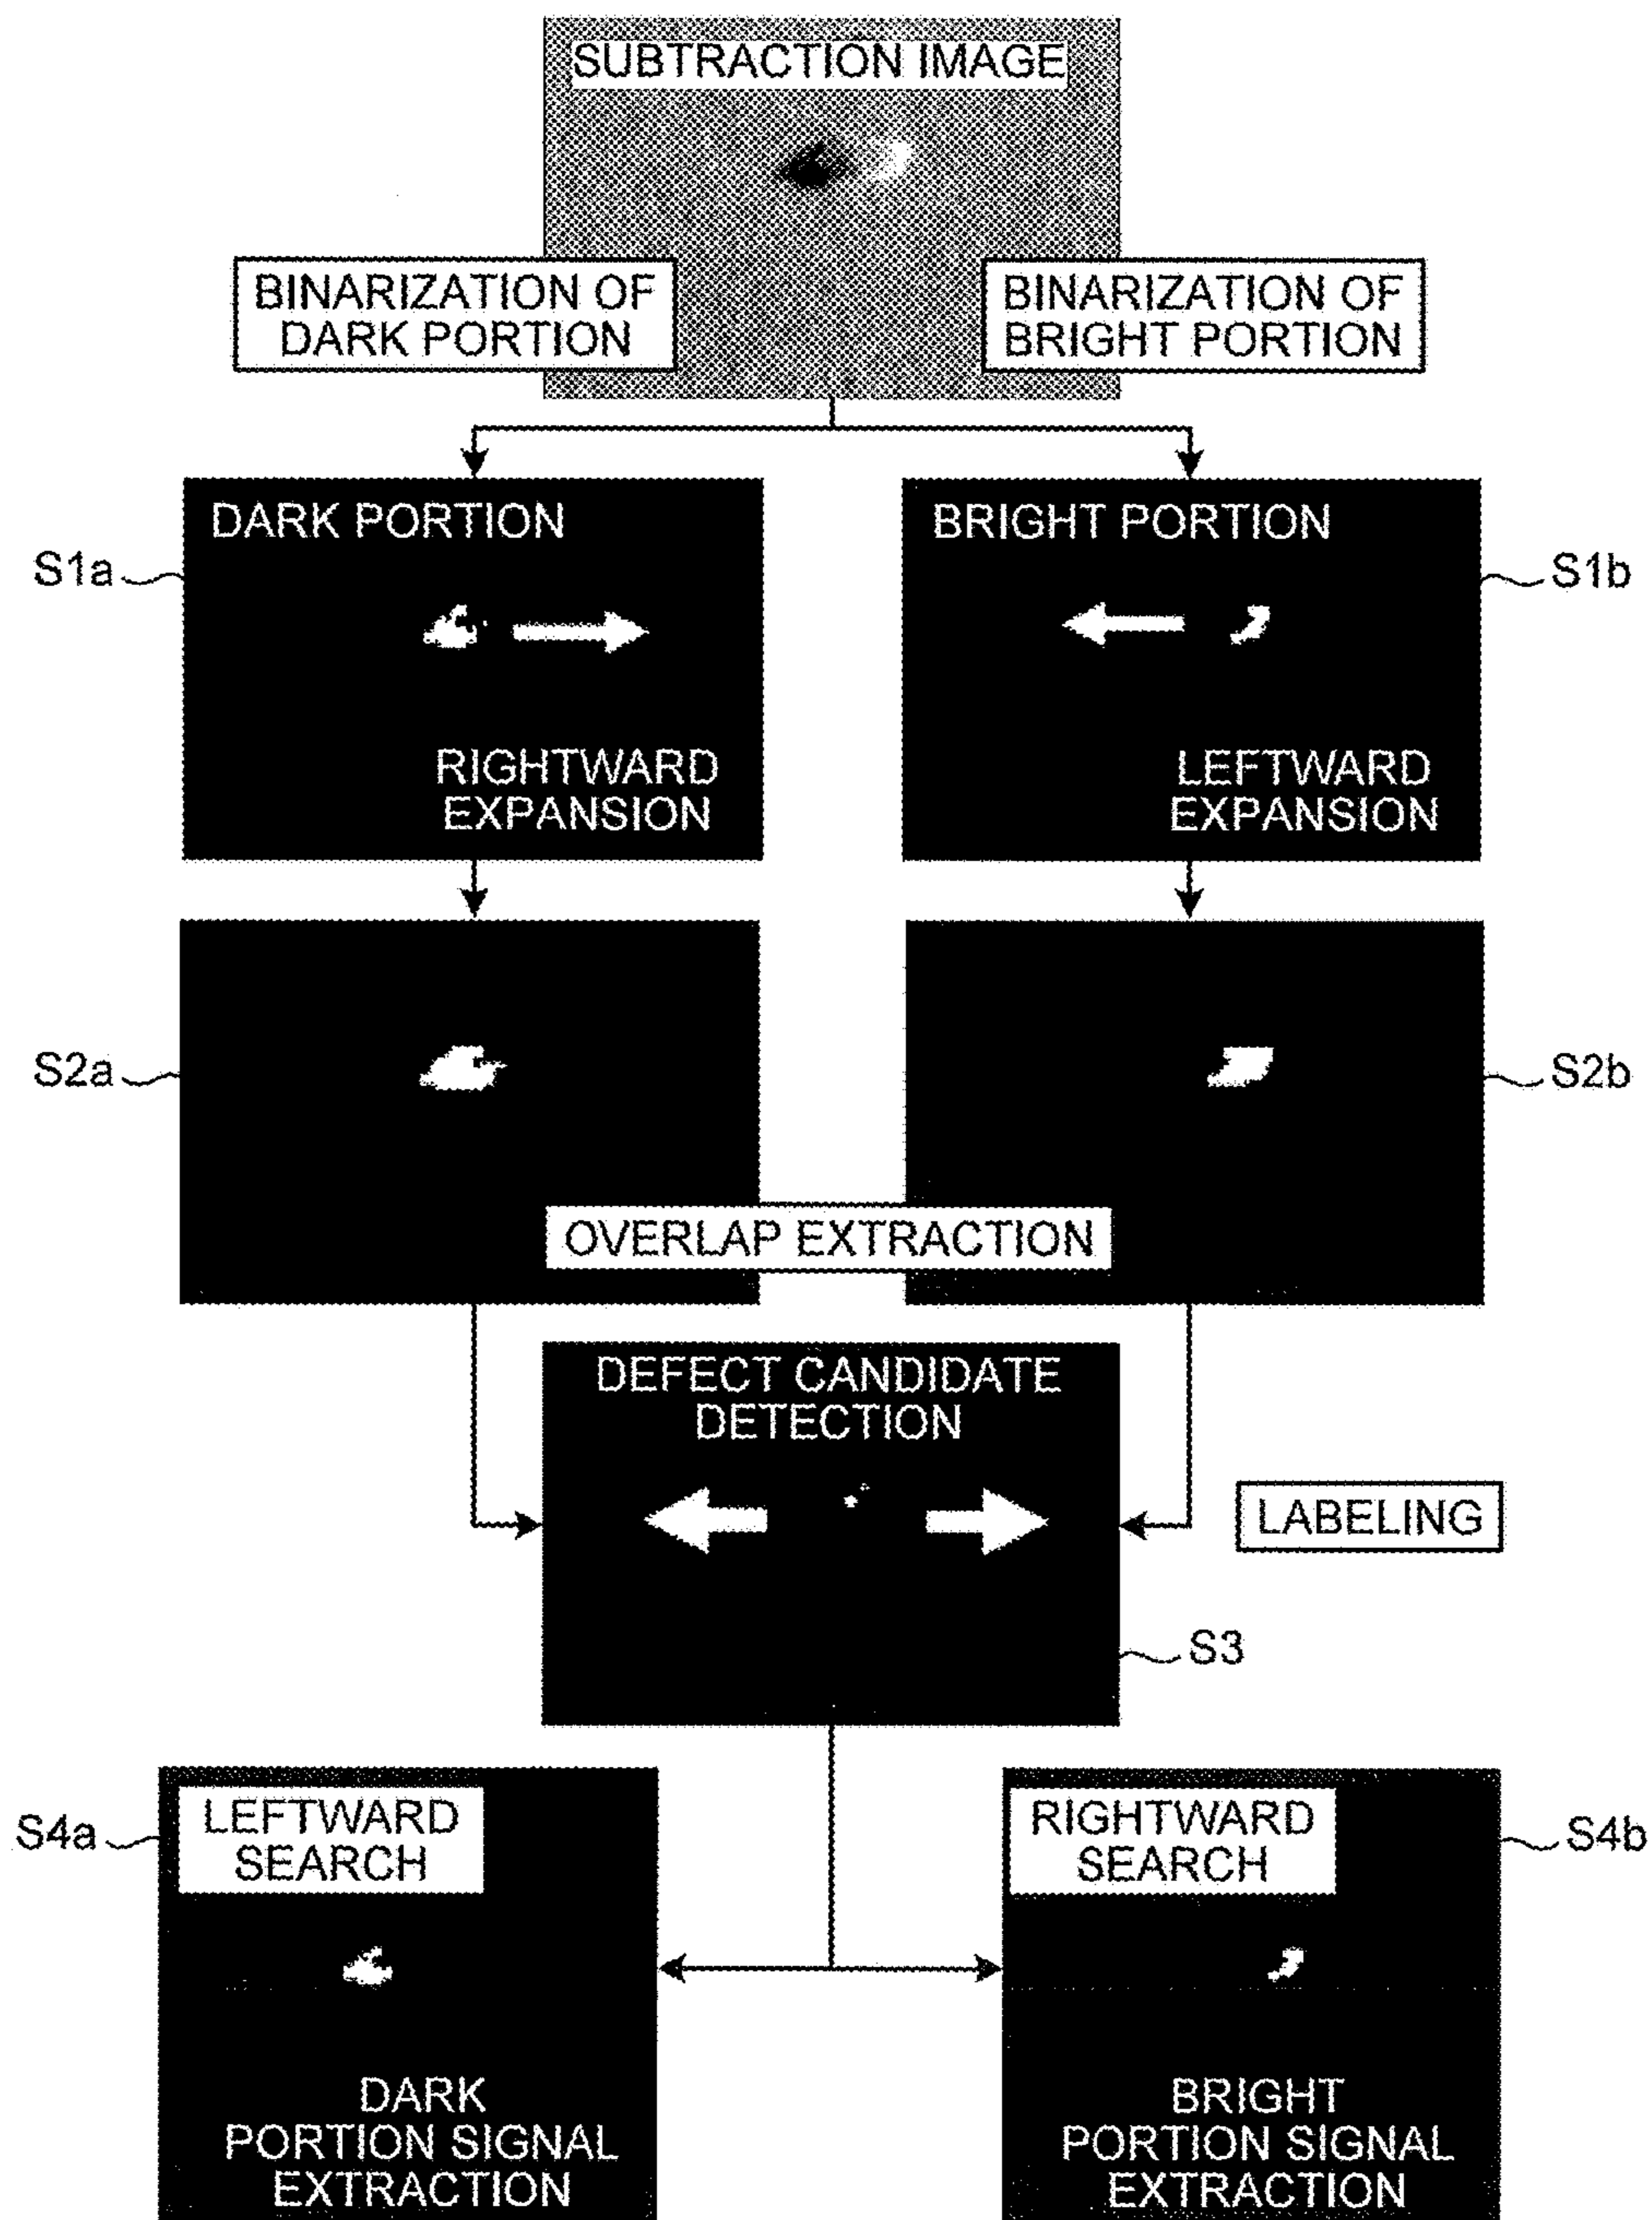 SUBTRACTION IMAGE
BINARIZATION OF
DARK PORTION
BINARIZATION OF
BRIGHT PORTION
DARK PORTION
BRIGHT PORTION
S1a
S1b
RIGHTWARD
EXPANSION
LEFTWARD
EXPANSION
S2a
S2b
OVERLAP EXTRACTION
DEFECT CANDIDATE
DETECTION
LABELING
S3
LEFTWARD
SEARCH
S4a
RIGHTWARD
SEARCH
S4b
DARK
PORTION SIGNAL
EXTRACTION
BRIGHT
PORTION SIGNAL
EXTRACTION